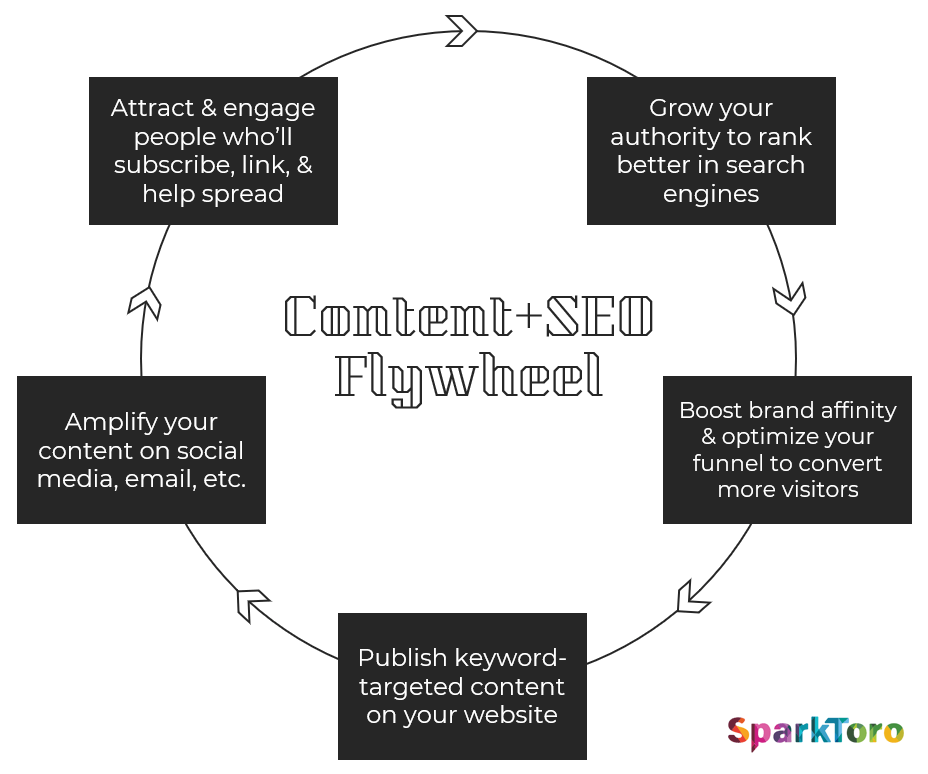 Attract & engage
people who'll
subscribe, link, &
help spread
Grow your
authority to rank
better in search
engines
Content+SEO
Flywheel
Amplify your
content on social
media, email, etc.
Boost brand affinity
& optimize your
funnel to convert
more visitors
Publish keyword-
targeted content
on your website
SparkToro